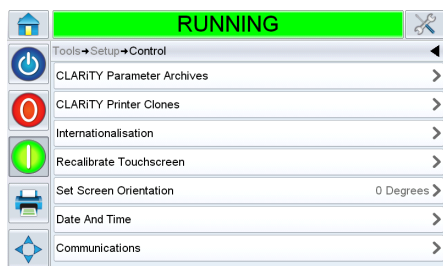 RUNNING
Tools→Setup→Control
CLARiTY Parameter Archives
CLARiTY Printer Clones
Internationalisation
Recalibrate Touchscreen
Set Screen Orientation 0 Degrees
Date And Time
Communications